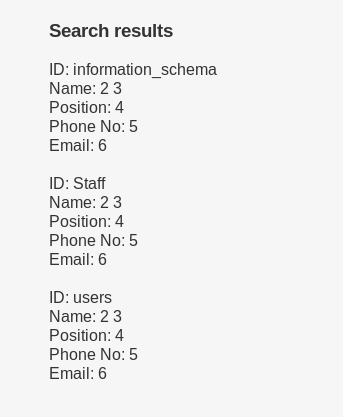 Search results
ID: information_schema
Name: 2 3
Position: 4
Phone No: 5
Email: 6
ID: Staff
Name: 2 3
Position: 4
Phone No: 5
Email: 6
ID: users
Name: 2 3
Position: 4
Phone No: 5
Email: 6